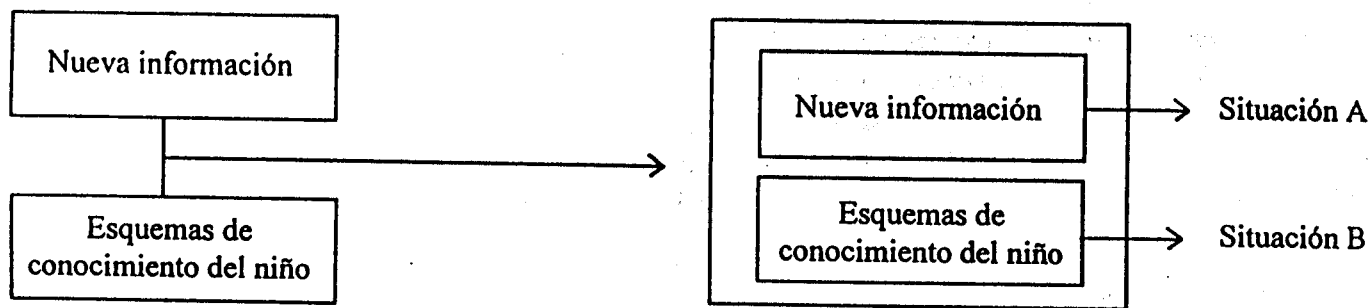 Nueva información
Esquemas de
conocimiento del niño
Nueva información
Situación A
Esquemas de
conocimiento del niño
Situación B